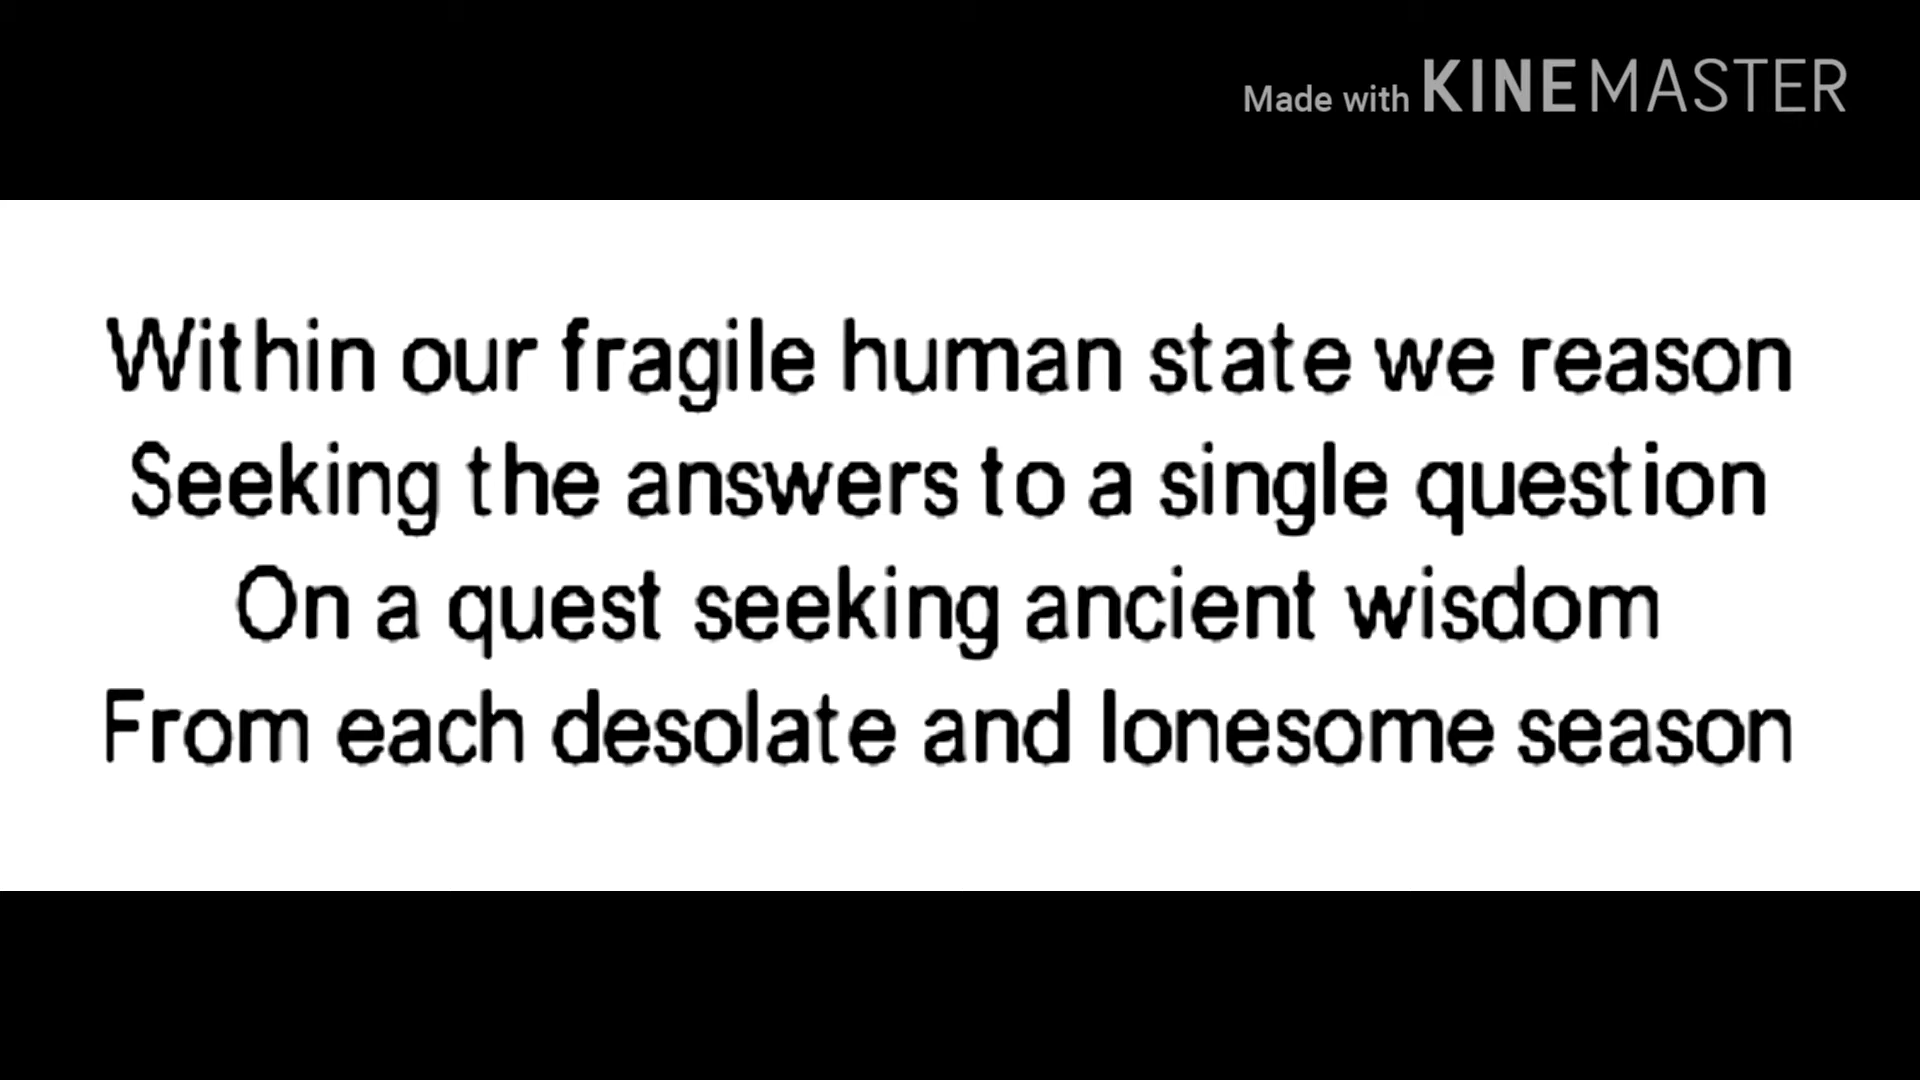 Made with KINEMASTER
Within our fragile human state we reason
Seeking the answers to a single question
On a quest seeking ancient wisdom
From each desolate and lonesome season